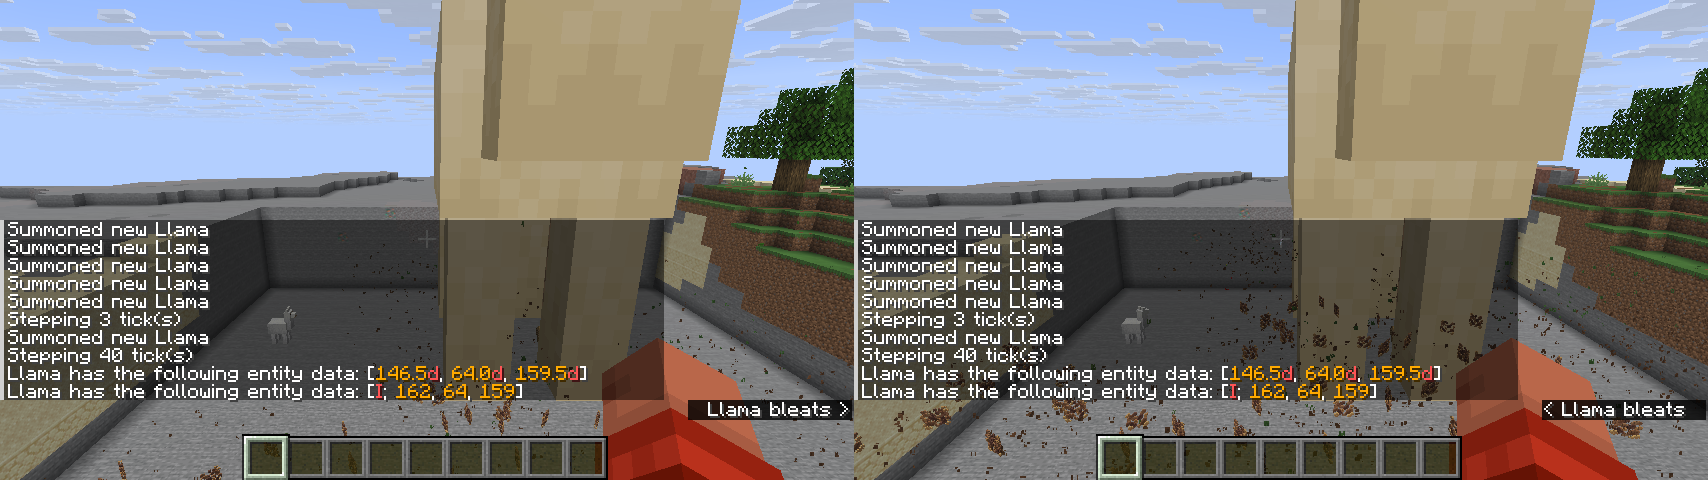 Summoned new Llama
Summoned new Llama
Summoned new Llama
Summoned new Llama
Summoned new Llama
Stepping 3 tick(s)
Summoned new Llama
Stepping 40 tick(s)
Llama has the following entity data: [146.5d, 64.0d, 159.5d]
Llama has the following entity data: [I; 162, 64, 159]
Llama bleats >
Summoned new Llama
Summoned new Llama
Summoned new Llama
Summoned new Llama
Summoned new Llama
Stepping 3 tick(s)
Summoned new Llama
Stepping 40 tick(s)
Llama has the following entity data: [146.5d, 64.0d, 159.5d]
Llama has the following entity data: [I; 162, 64, 159]
< Llama bleats